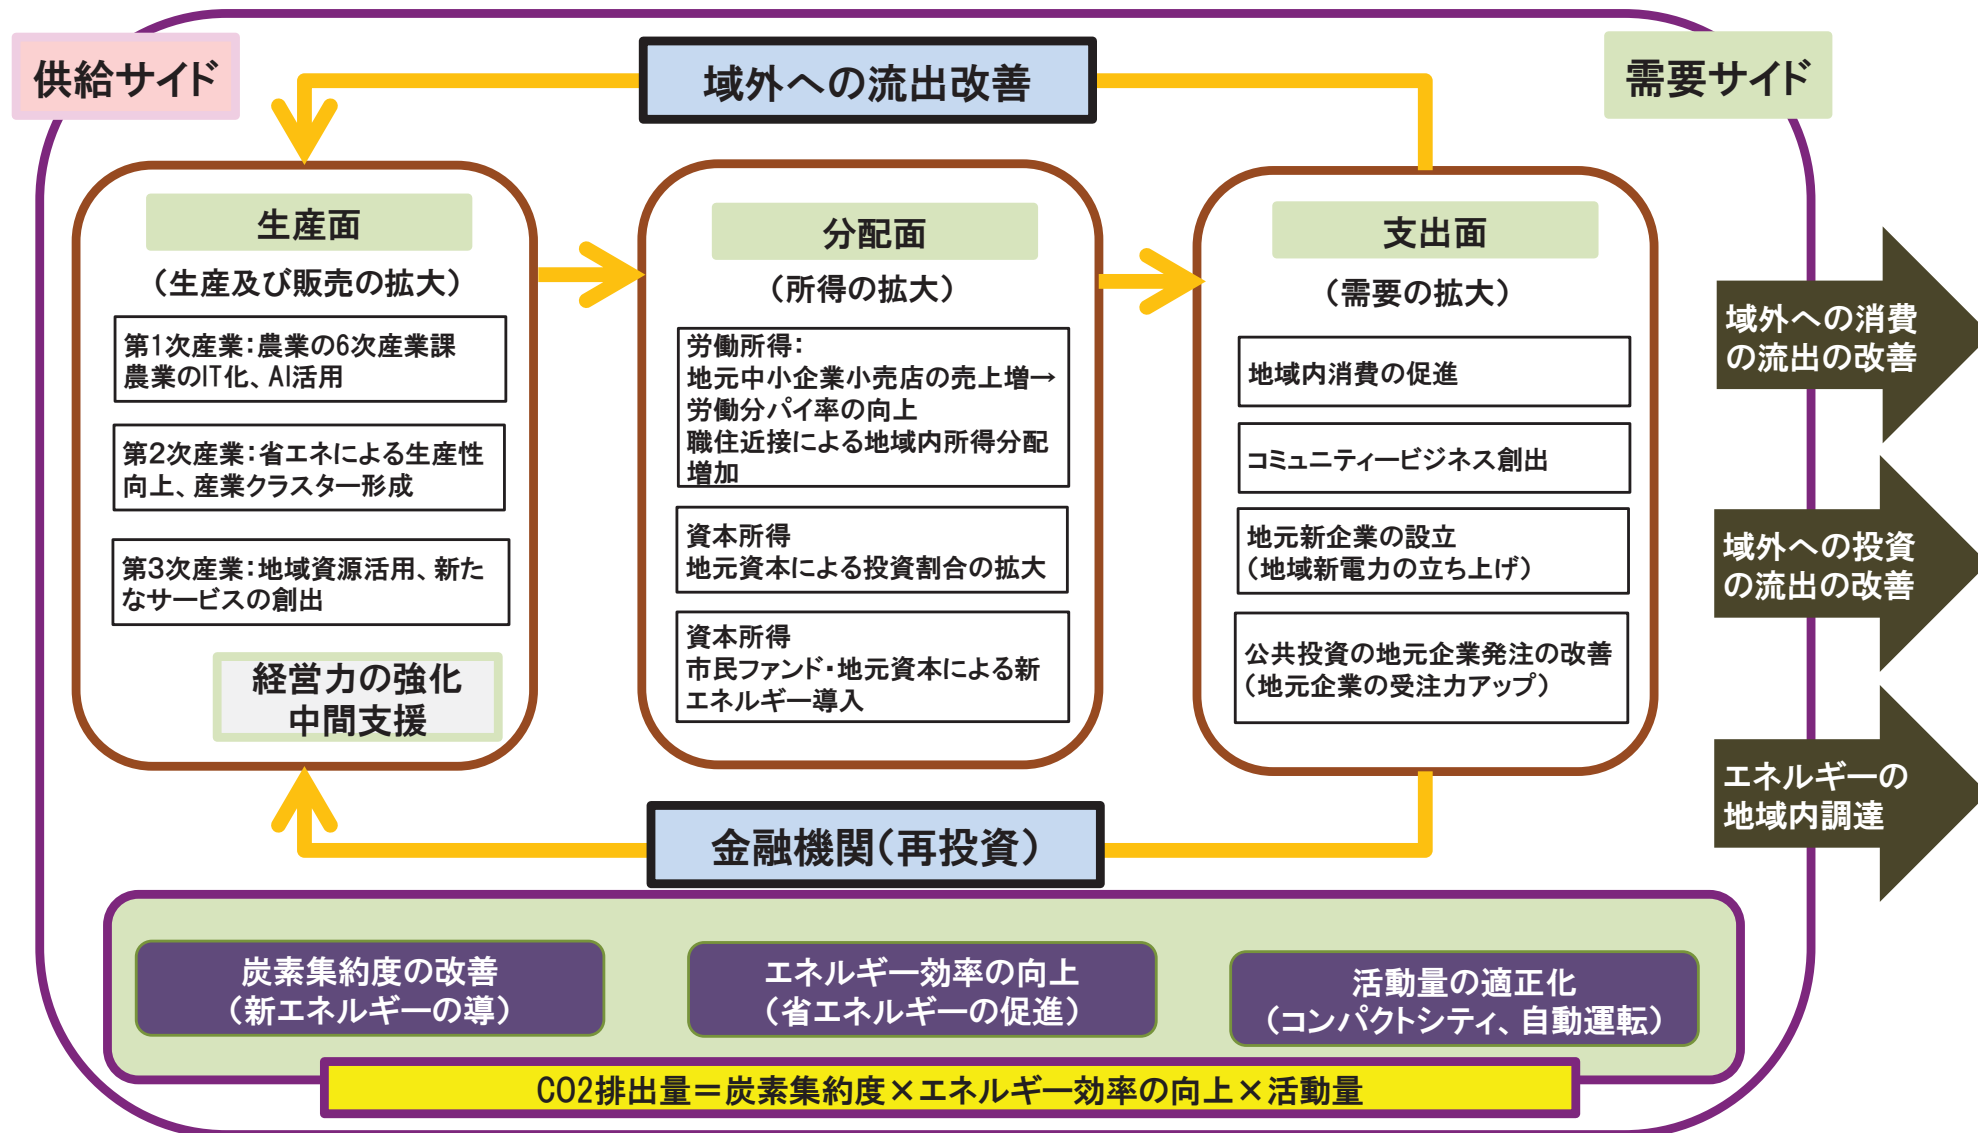 供給サイド
域外への流出改善
需要サイド
生産面
（生産及び販売の拡大）
第1次産業：農業の6次産業課
農業のIT化、AI活用
第2次産業：省エネによる生産性
向上、産業クラスター形成
第3次産業：地域資源活用、新た
なサービスの創出
経営力の強化
中間支援
分配面
（所得の拡大）
労働所得：
地元中小企業小売店の売上増→
労働分パイ率の向上
職住近接による地域内所得分配
増加
資本所得
地元資本による投資割合の拡大
資本所得
市民ファンド・地元資本による新
エネルギー導入
支出面
（需要の拡大）
地域内消費の促進
コミュニティービジネス創出
地元新企業の設立
（地域新電力の立ち上げ）
公共投資の地元企業発注の改善
（地元企業の受注力アップ）
域外への消費
の流出の改善
域外への投資
の流出の改善
エネルギーの
地域内調達
金融機関（再投資）
炭素集約度の改善
（新エネルギーの導）
エネルギー効率の向上
（省エネルギーの促進）
活動量の適正化
（コンパクトシティ、自動運転）
CO2排出量＝炭素集約度×エネルギー効率の向上×活動量